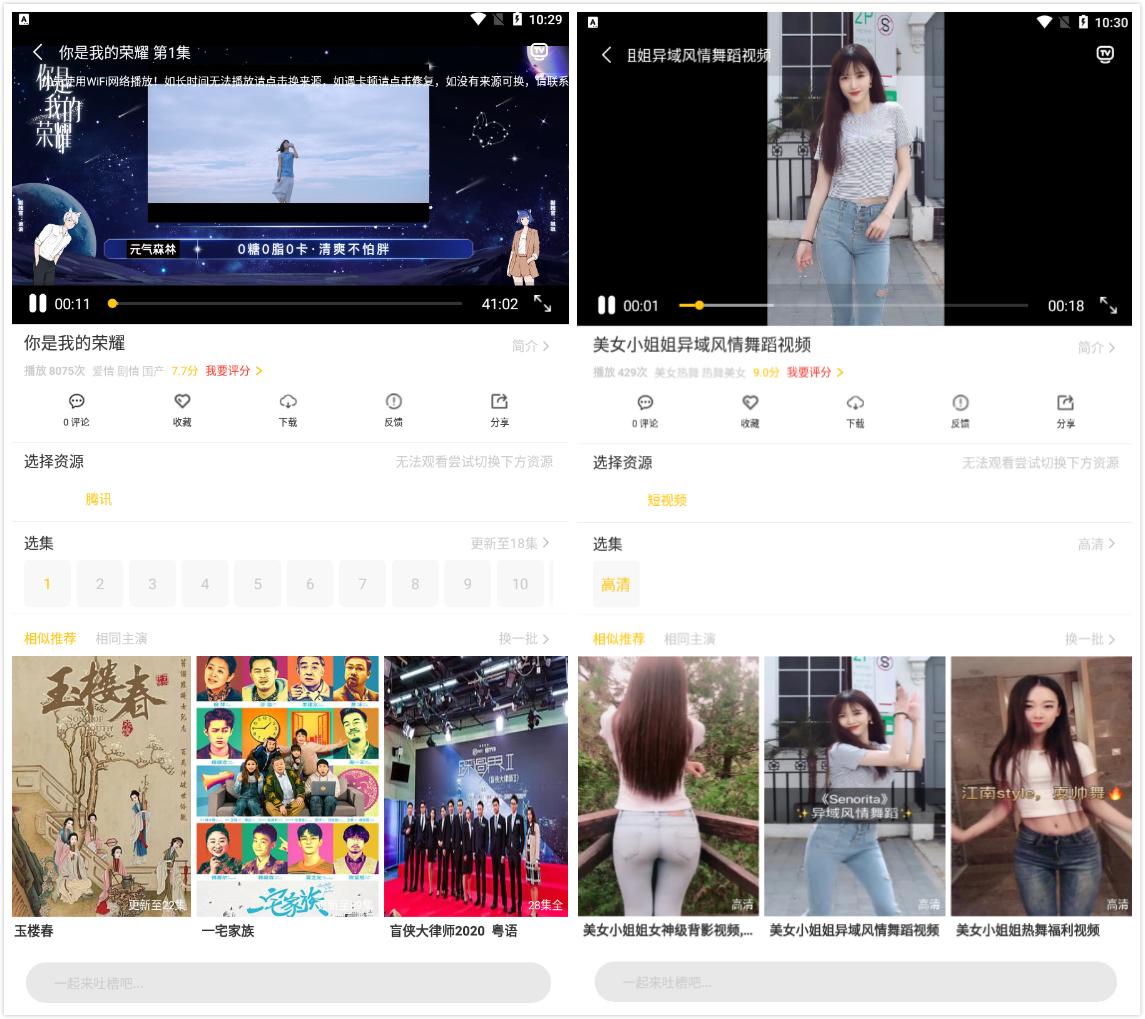 10:29
你是我的荣耀 第1集
使用WiFi网络播放！如长时间无法播放请点击换来源，如遇卡顿请点击修复，如没有来源可换，请联系
你是
我的
荣耀
元气森林
0糖0脂0卡·清爽不怕胖
00:11
41:02
你是我的荣耀
简介
播放 8075次 爱情 剧情 国产 7.7分 我要评分
0 评论
收藏
下载
反馈
分享
选择资源
无法观看尝试切换下方资源
腾讯
选集
更新至18集
1 2 3 4 5 6 7 8 9 10
相似推荐 相同主演
换一批
玉楼春
更新至22集
一宅家族
28集全
玉楼春
一宅家族
盲侠大律师2020 粤语
一起来吐槽吧...
10:30
姐异域风情舞蹈视频
TV
00:01
00:18
美女小姐姐异域风情舞蹈视频
简介
播放 429次 美女热舞 热舞美女 9.0分 我要评分
0 评论
收藏
下载
反馈
分享
选择资源
无法观看尝试切换下方资源
短视频
选集
高清
高清
相似推荐 相同主演
换一批
高清
《Senorita》
异域风情舞蹈
高清
江南style，耍帅舞
高清
美女小姐姐女神级背影视频,...
美女小姐姐异域风情舞蹈视频
美女小姐姐热舞福利视频
一起来吐槽吧...